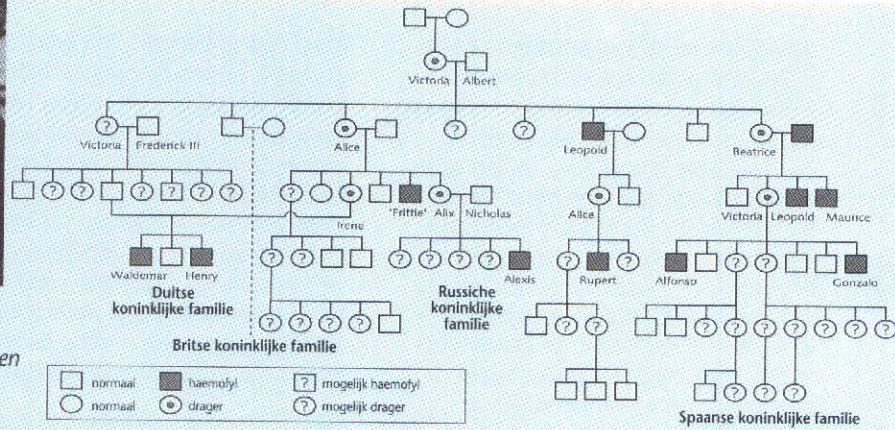 Victoria Albert
Victoria Frederick III Alice Leopold Beatrice
? ? ?
? ? ? ? ? ?
Irene 'Frittie' Alix Nicholas Alice Victoria Leopold Maurice
?
Waldemar Henry Alexis Rupert Alfonso Gonzalo
? ? ? ? ? ? ? ? ? ?
Duitse
koninklijke familie
Russiche
koninklijke
familie
? ? ? ? ? ? ? ? ? ? ? ? ?
Britse koninklijke familie
en
normaal haemofyl ? mogelijk haemofyl
normaal drager ? mogelijk drager
? ? ?
Spaanse koninklijke familie